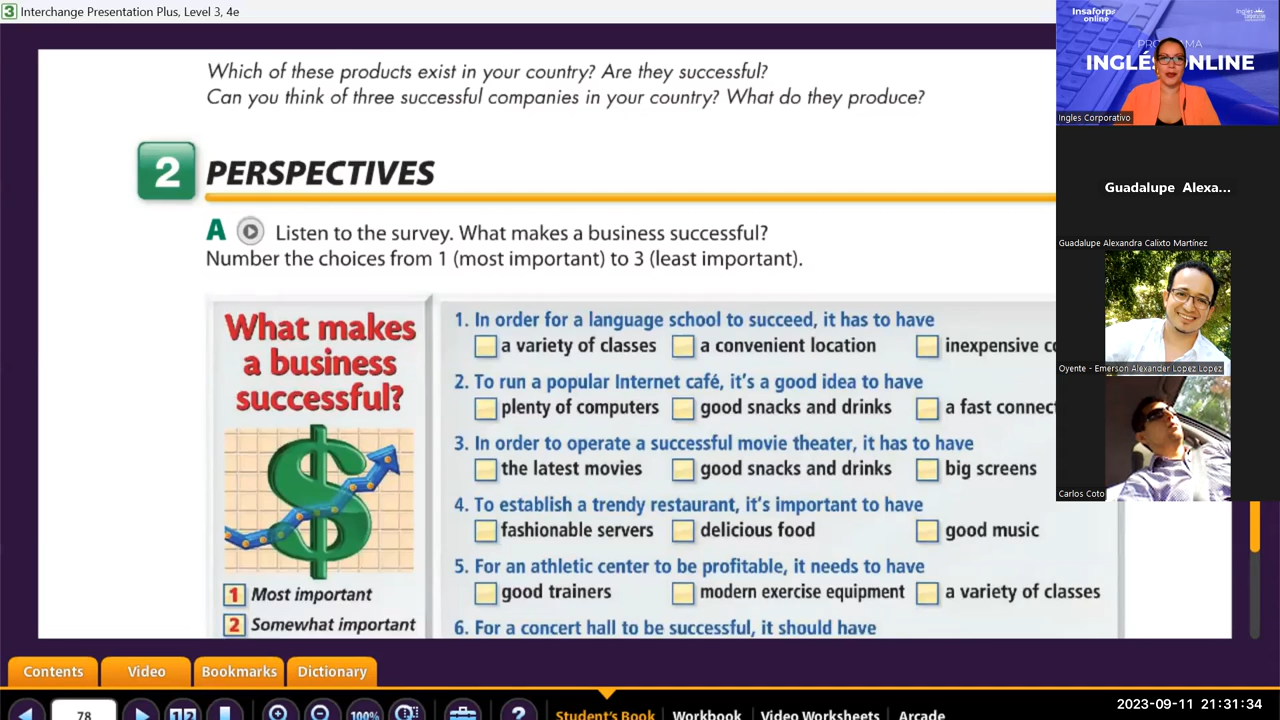 Interchange Presentation Plus, Level 3, 4e
Which of these products exist in your country? Are they successful?
Can you think of three successful companies in your country? What do they produce?
2 PERSPECTIVES
A Listen to the survey. What makes a business successful?
Number the choices from 1 (most important) to 3 (least important).
What makes
a business
successful?
1 Most important
2 Somewhat important
1. In order for a language school to succeed, it has to have
a variety of classes a convenient location inexpensive
2. To run a popular Internet café, it's a good idea to have
plenty of computers good snacks and drinks a fast
3. In order to operate a successful movie theater, it has to have
the latest movies good snacks and drinks big screens
4. To establish a trendy restaurant, it's important to have
fashionable servers delicious food good music
5. For an athletic center to be profitable, it needs to have
good trainers modern exercise equipment a variety of classes
6. For a concert hall to be successful, it should have
Insaforp
online
INGLÉS ONLINE
Ingles Corporativo
Guadalupe Alexa...
Guadalupe Alexandra Calixto Martínez
Oyente - Emerson Alexander Lopez Lopez
Carlos Coto
Contents Video Bookmarks Dictionary
78 1 2 100% ? Student's Book Workbook Video Worksheets Arcade
2023-09-11 21:31:34